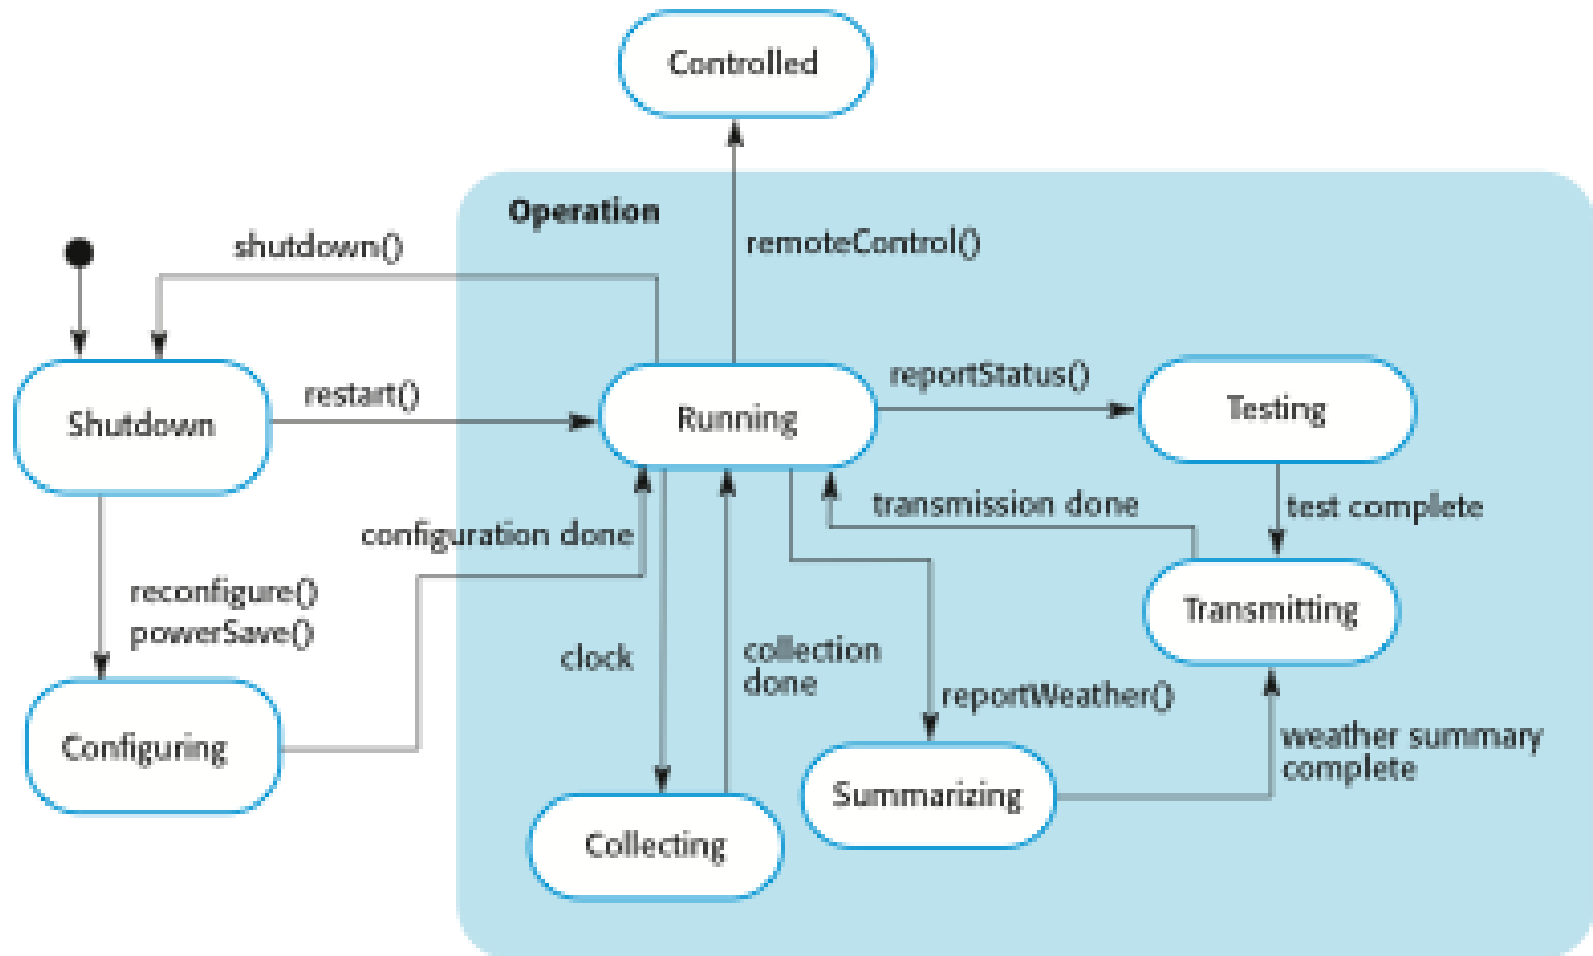 Controlled
Operation
shutdown()
remoteControl()
restart()
reportStatus()
Shutdown
Running
Testing
configuration done
transmission done
test complete
reconfigure()
powerSave()
Transmitting
clock
collection
done
reportWeather()
Configuring
weather summary
complete
Summarizing
Collecting